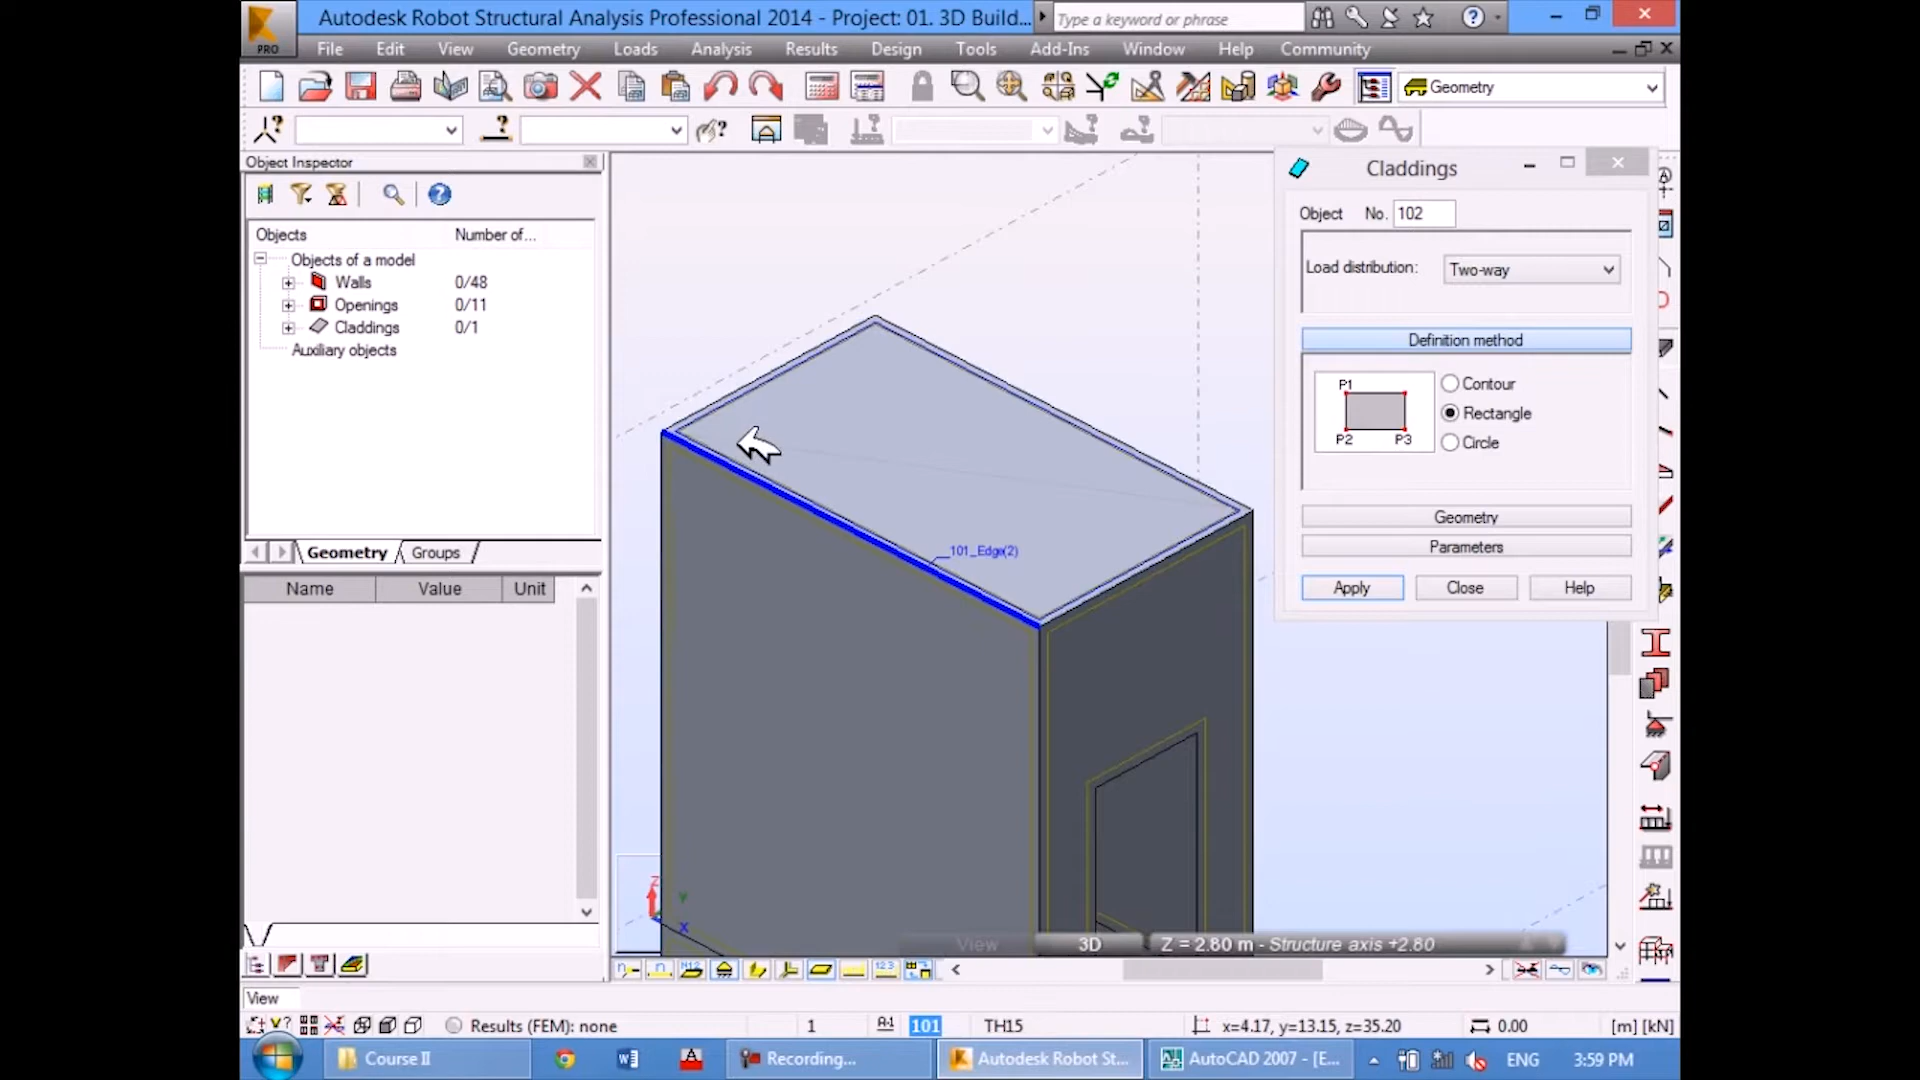 Autodesk Robot Structural Analysis Professional 2014 - Project: 01. 3D Build...
Type a keyword or phrase
PRO
File Edit View Geometry Loads Analysis Results Design Tools Add-Ins Window Help Community
Geometry
Object Inspector
Objects Number of...
Objects of a model
Walls 0/48
Openings 0/11
Claddings 0/1
Auxiliary objects
Geometry Groups
Name Value Unit
Claddings
Object No. 102
Load distribution: Two-way
Definition method
P1
P2 P3
Contour
Rectangle
Circle
Geometry
Parameters
Apply Close Help
__101_Edge(2)
Z
Y
X
View 3D Z = 2.80 m - Structure axis +2.80
View
Results (FEM): none 1 101 TH15 x=4.17, y=13.15, z=35.20 0.00 [m] [kN]
Course II Recording... Autodesk Robot St... AutoCAD 2007 - [E... ENG 3:59 PM